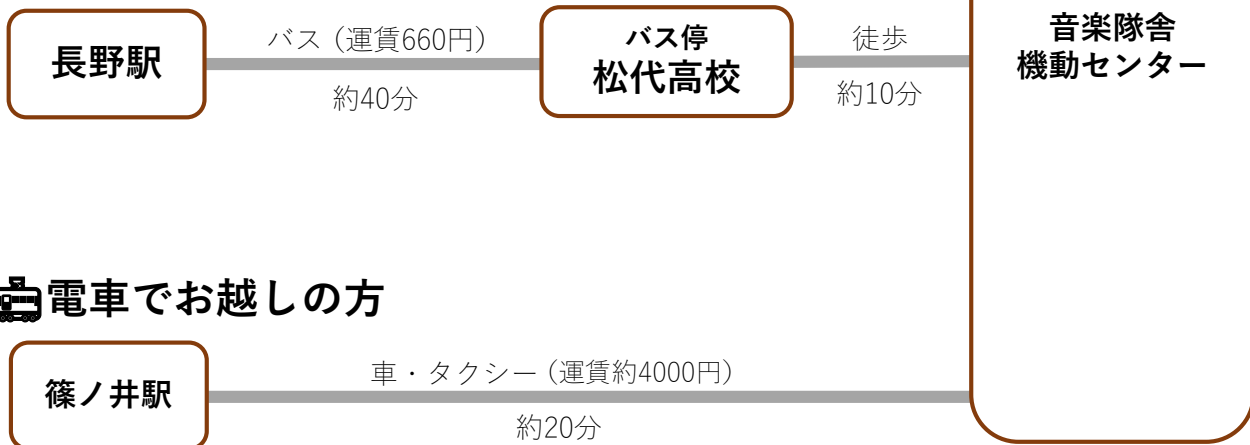 長野駅
バス（運賃660円）
約40分
バス停
松代高校
徒歩
約10分
音楽隊舎
機動センター
電車でお越しの方
篠ノ井駅
車・タクシー（運賃約4000円）
約20分